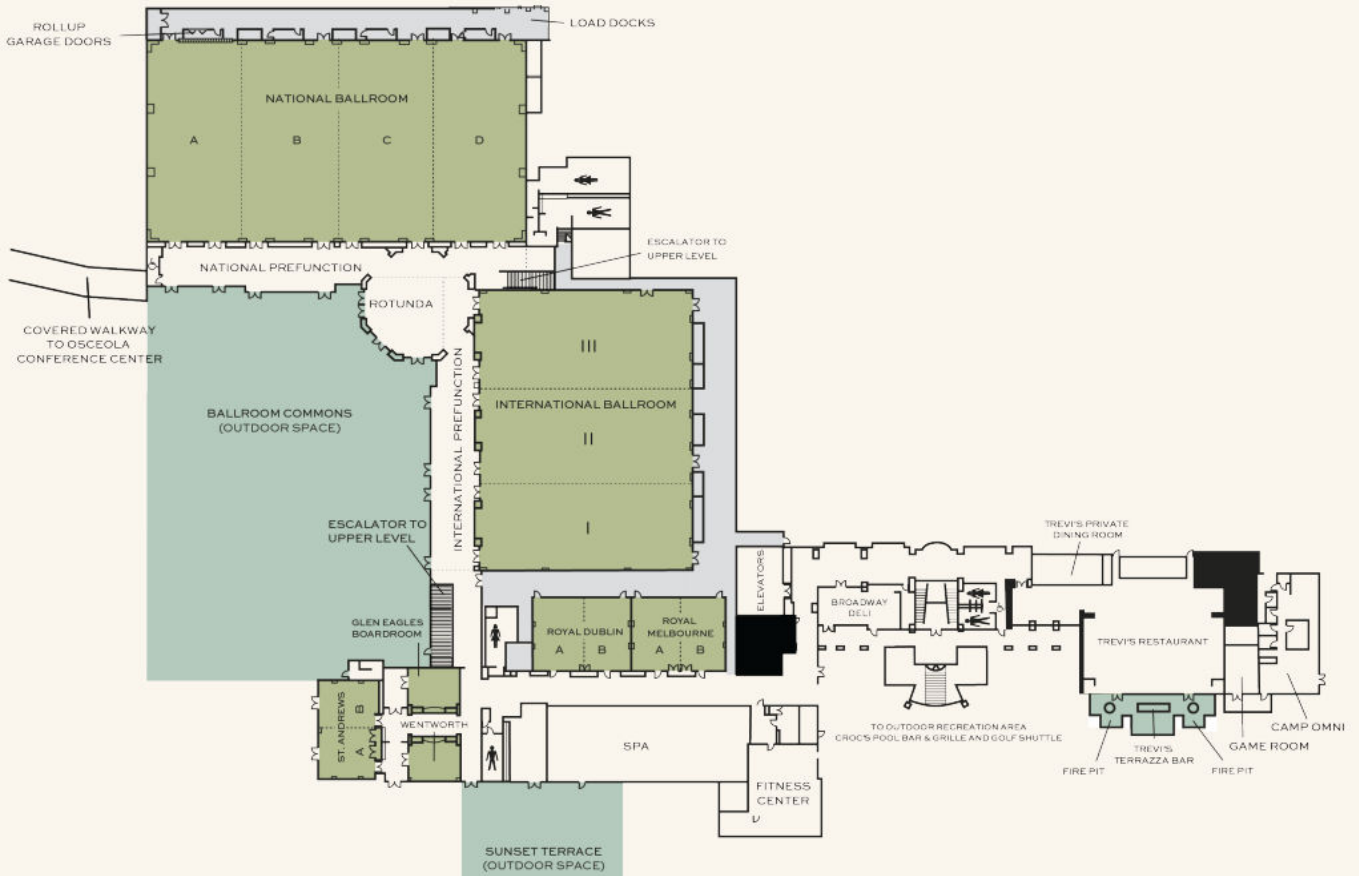 ROLLUP
GARAGE DOORS
LOAD DOCKS
NATIONAL BALLROOM
A
B
C
D
NATIONAL PREFUNCTION
ESCALATOR TO
UPPER LEVEL
ROTUNDA
COVERED WALKWAY
TO OSCEOLA
CONFERENCE CENTER
BALLROOM COMMONS
(OUTDOOR SPACE)
INTERNATIONAL PREFUNCTION
III
INTERNATIONAL BALLROOM
II
I
ESCALATOR TO
UPPER LEVEL
GLEN EAGLES
BOARDROOM
ROYAL DUBLIN
A
B
ROYAL
MELBOURNE
A
B
ELEVATORS
BROADWAY
DELI
TREVI'S PRIVATE
DINING ROOM
TREVI'S RESTAURANT
ST. ANDREWS
B
A
WENTWORTH
SPA
FITNESS
CENTER
TO OUTDOOR RECREATION AREA
CROC'S POOL BAR & GRILLE AND GOLF SHUTTLE
CAMP OMNI
GAME ROOM
FIRE PIT
TREVI'S
TERRAZZA BAR
FIRE PIT
SUNSET TERRACE
(OUTDOOR SPACE)